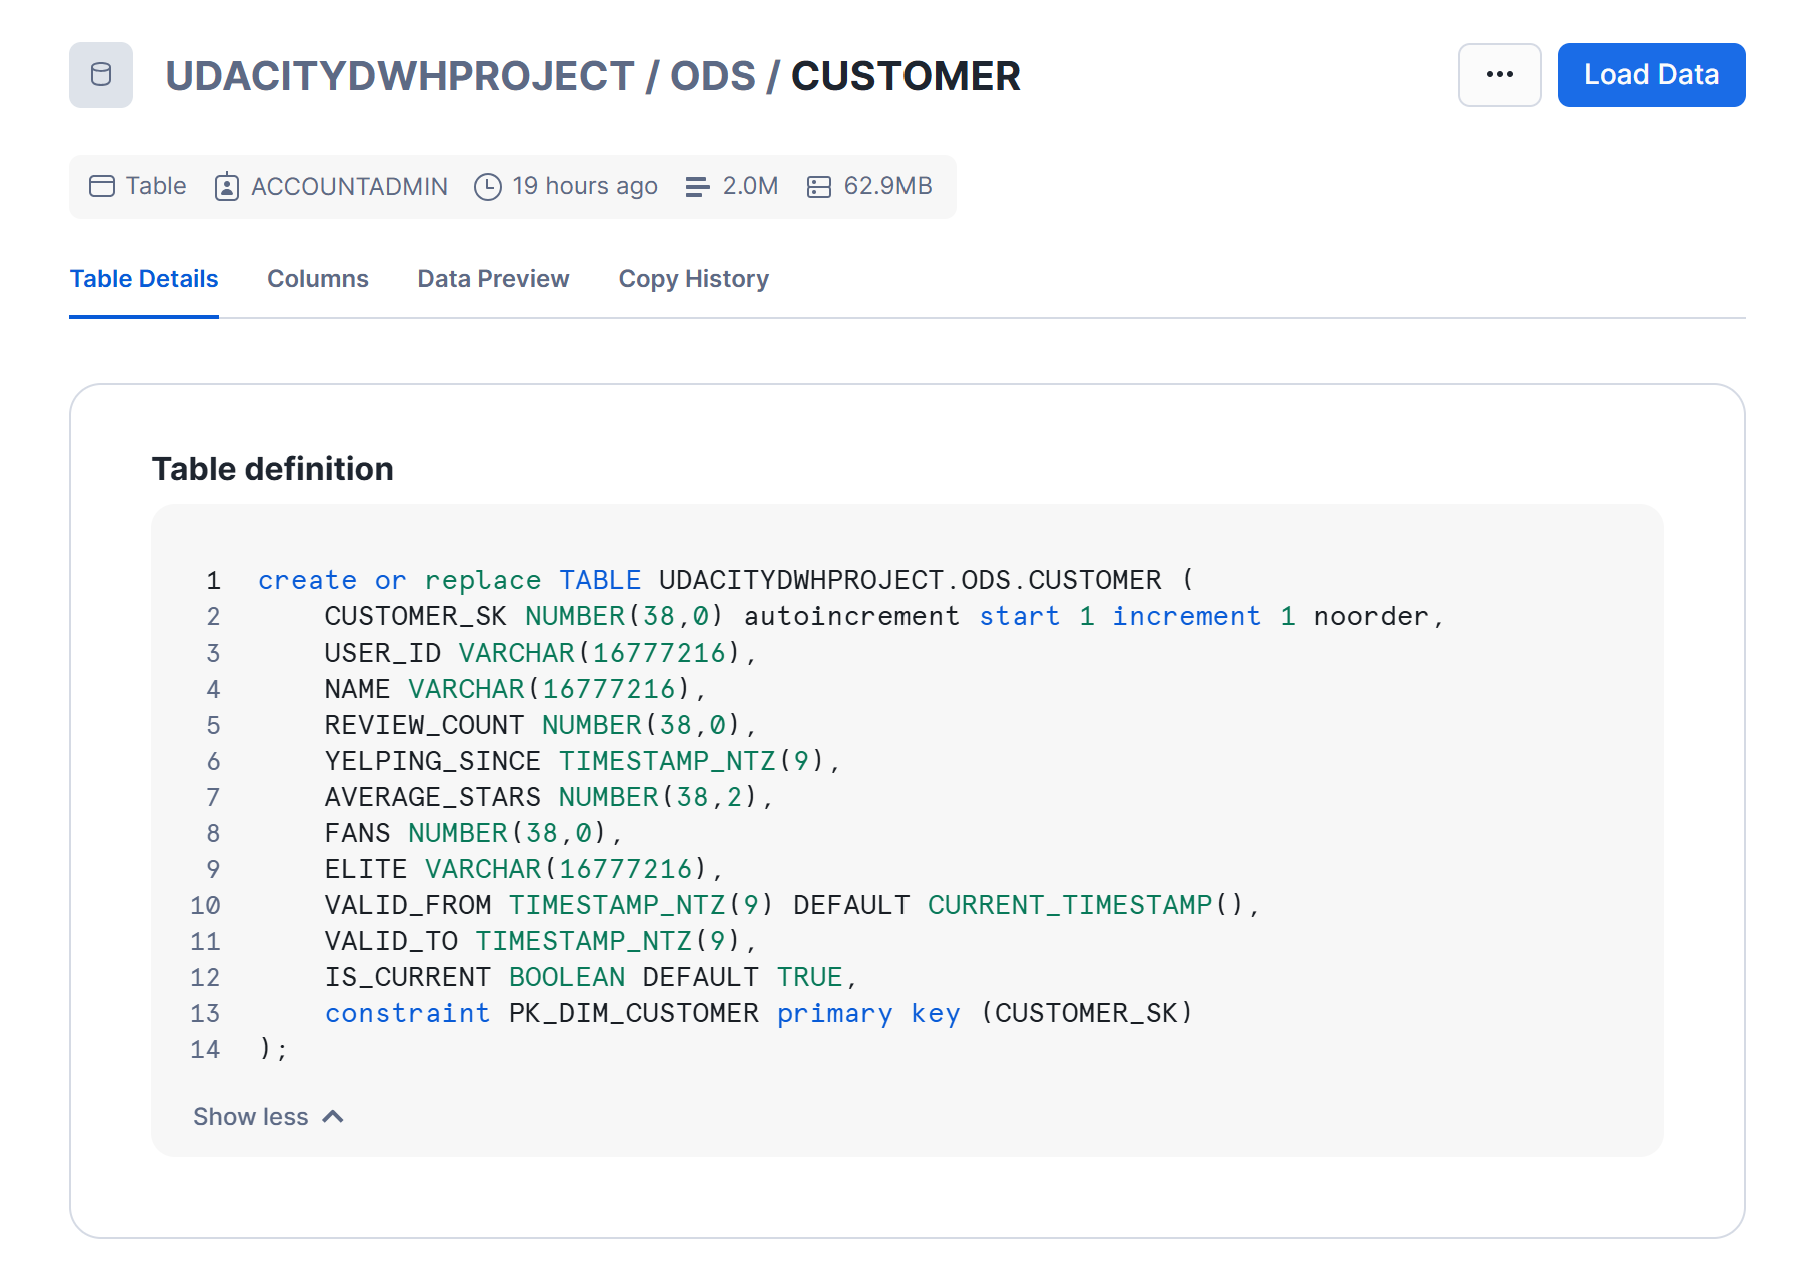 UDACITYDWHPROJECT / ODS / CUSTOMER
Load Data
Table ACCOUNTADMIN 19 hours ago 2.0M 62.9MB
Table Details Columns Data Preview Copy History
Table definition
1 create or replace TABLE UDACITYDWHPROJECT.ODS.CUSTOMER (
2 CUSTOMER_SK NUMBER(38,0) autoincrement start 1 increment 1 noorder,
3 USER_ID VARCHAR(16777216),
4 NAME VARCHAR(16777216),
5 REVIEW_COUNT NUMBER(38,0),
6 YELPING_SINCE TIMESTAMP_NTZ(9),
7 AVERAGE_STARS NUMBER(38,2),
8 FANS NUMBER(38,0),
9 ELITE VARCHAR(16777216),
10 VALID_FROM TIMESTAMP_NTZ(9) DEFAULT CURRENT_TIMESTAMP(),
11 VALID_TO TIMESTAMP_NTZ(9),
12 IS_CURRENT BOOLEAN DEFAULT TRUE,
13 constraint PK_DIM_CUSTOMER primary key (CUSTOMER_SK)
14 );
Show less